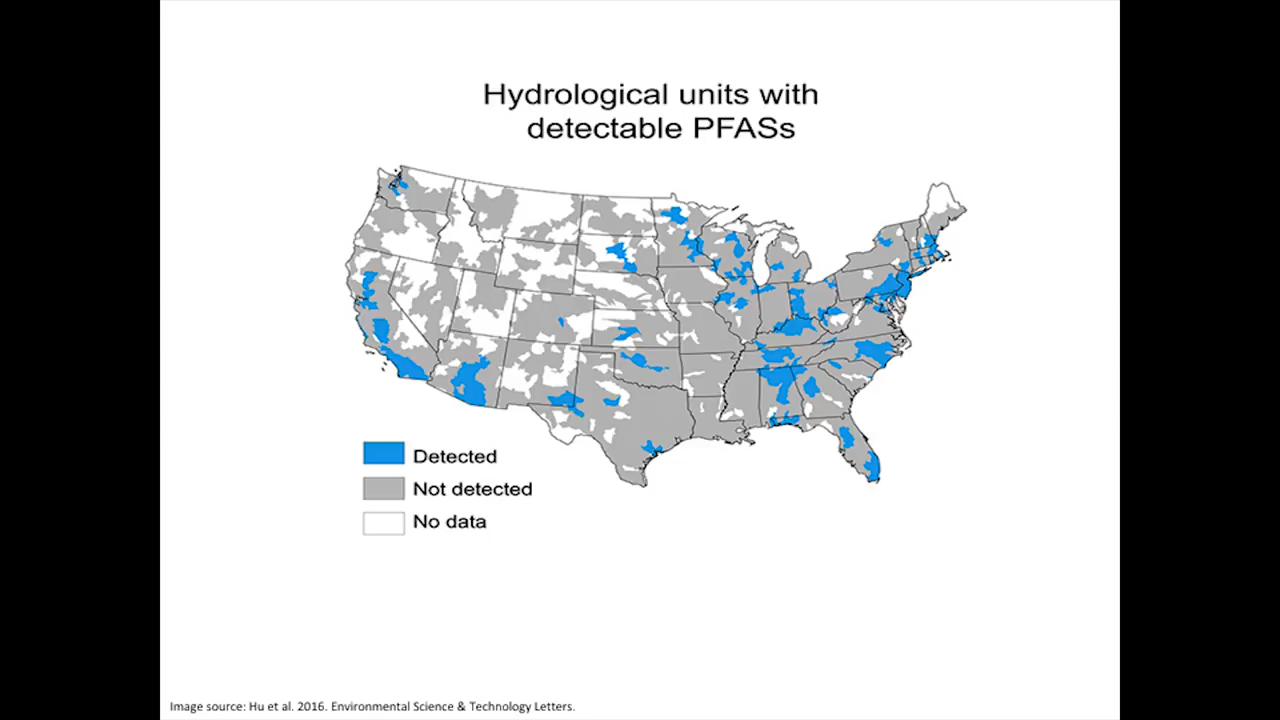 Hydrological units with
detectable PFASs
Detected
Not detected
No data
Image source: Hu et al. 2016. Environmental Science & Technology Letters.